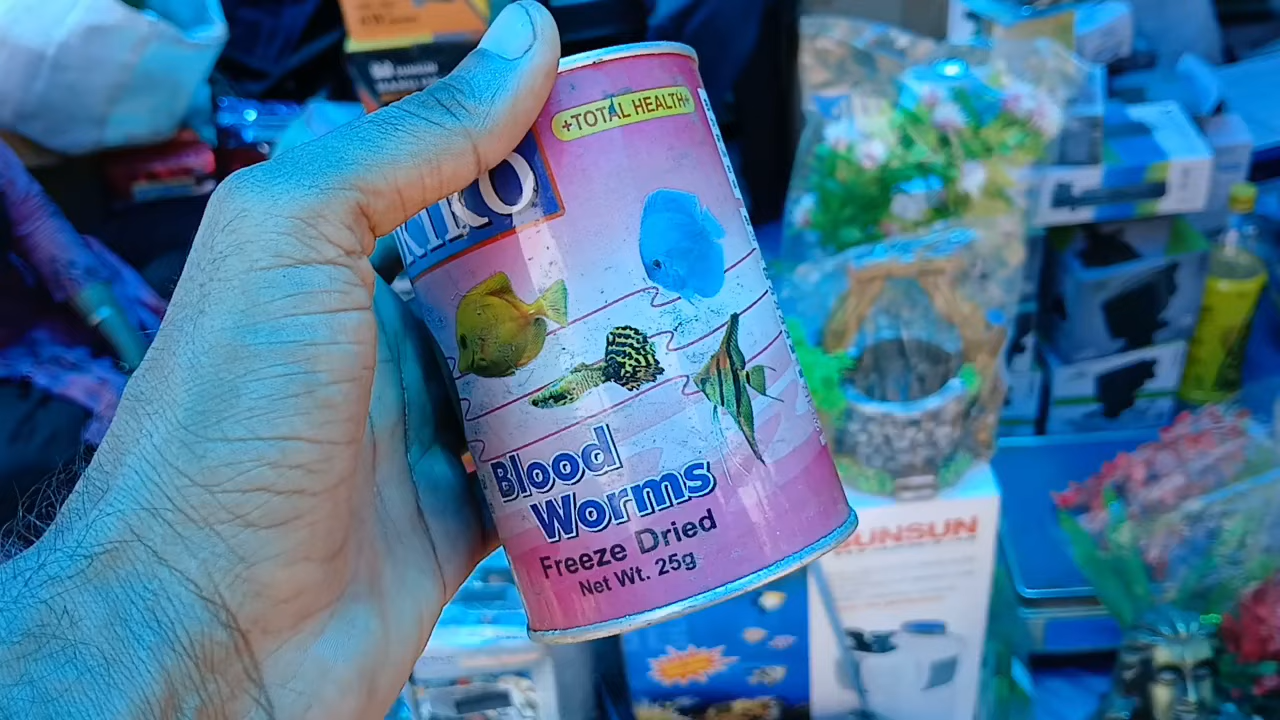 +TOTAL HEALTH+
Blood
Worms
Freeze Dried
Net Wt. 25g
SUNSUN